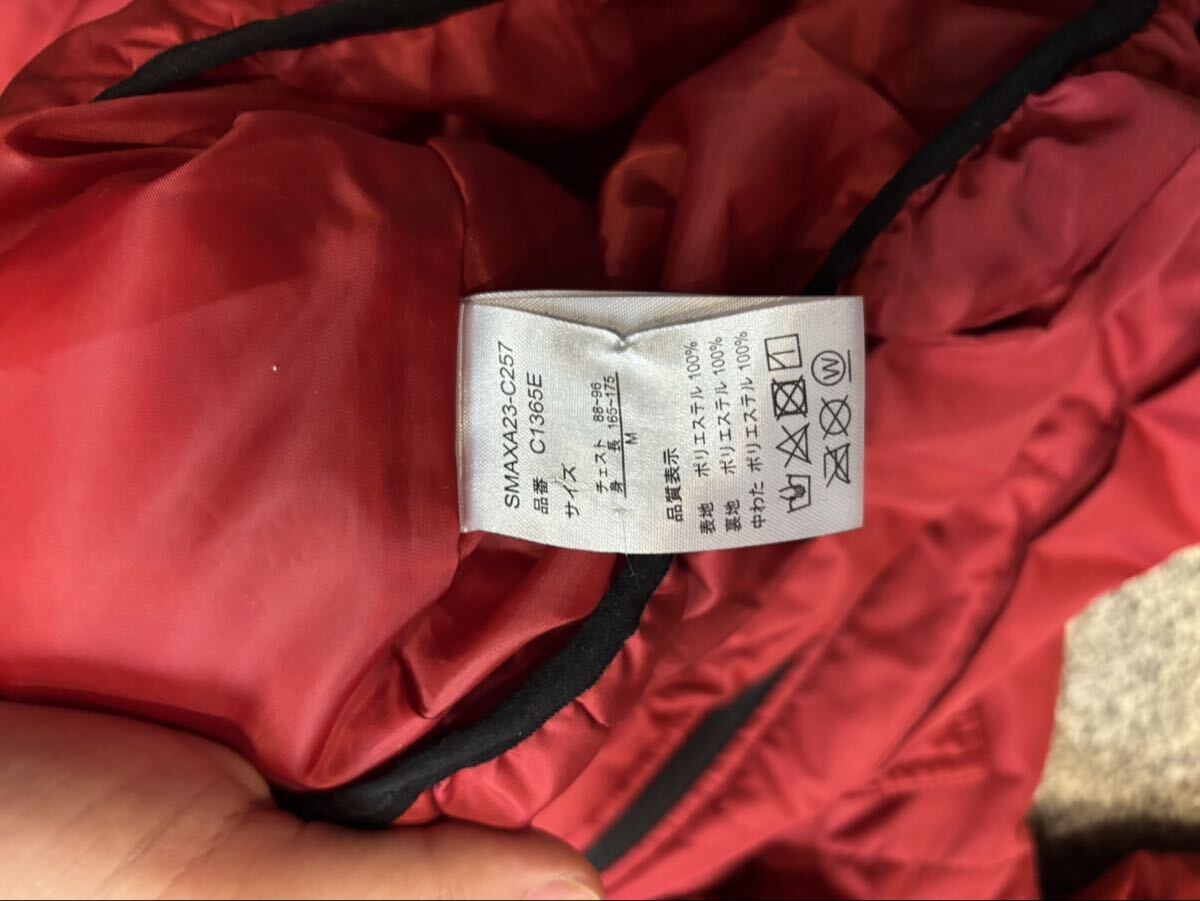 SMAXA23-C257
品番 C1365E
サイズ
チェスト 88~96
身長 165~175
M
品質表示
表地 ポリエステル 100%
裏地 ポリエステル 100%
中わた ポリエステル 100%
W